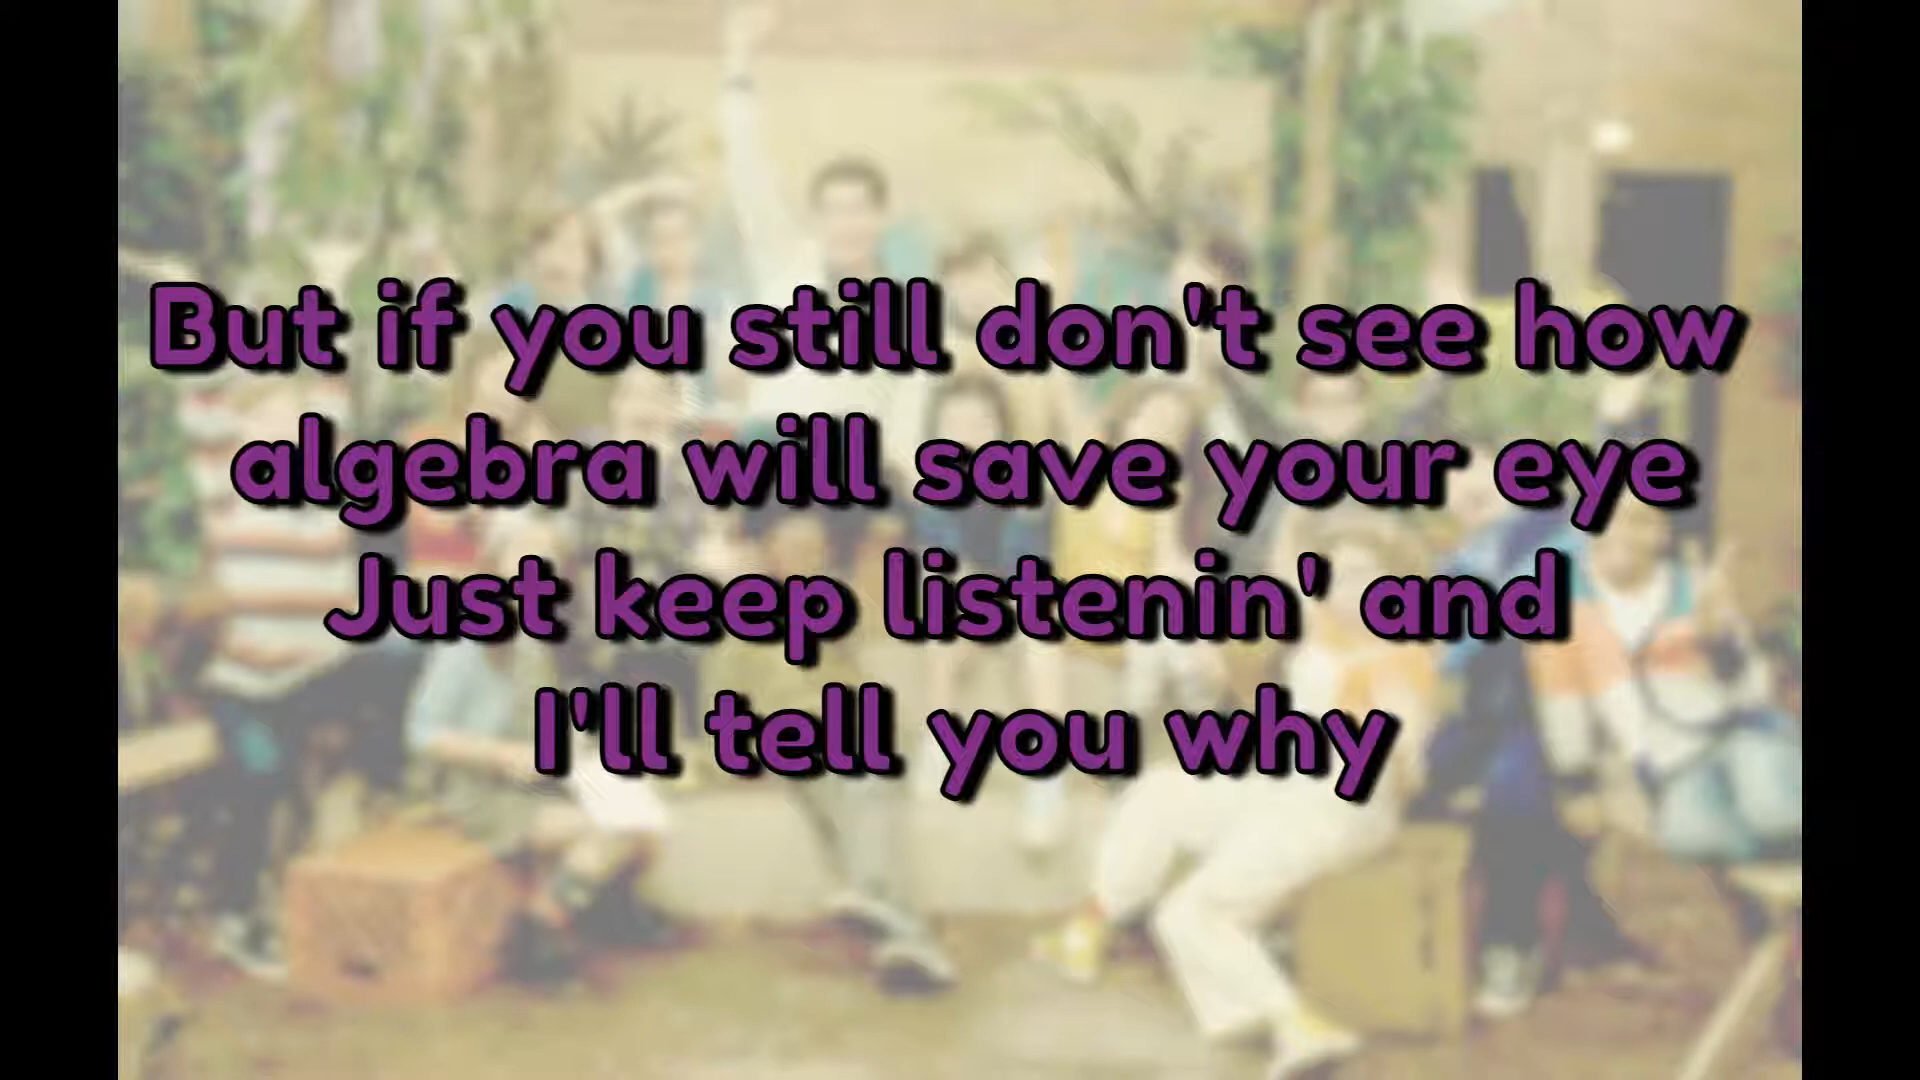 But if you still don't see how
algebra will save your eye
Just keep listenin' and
I'll tell you why